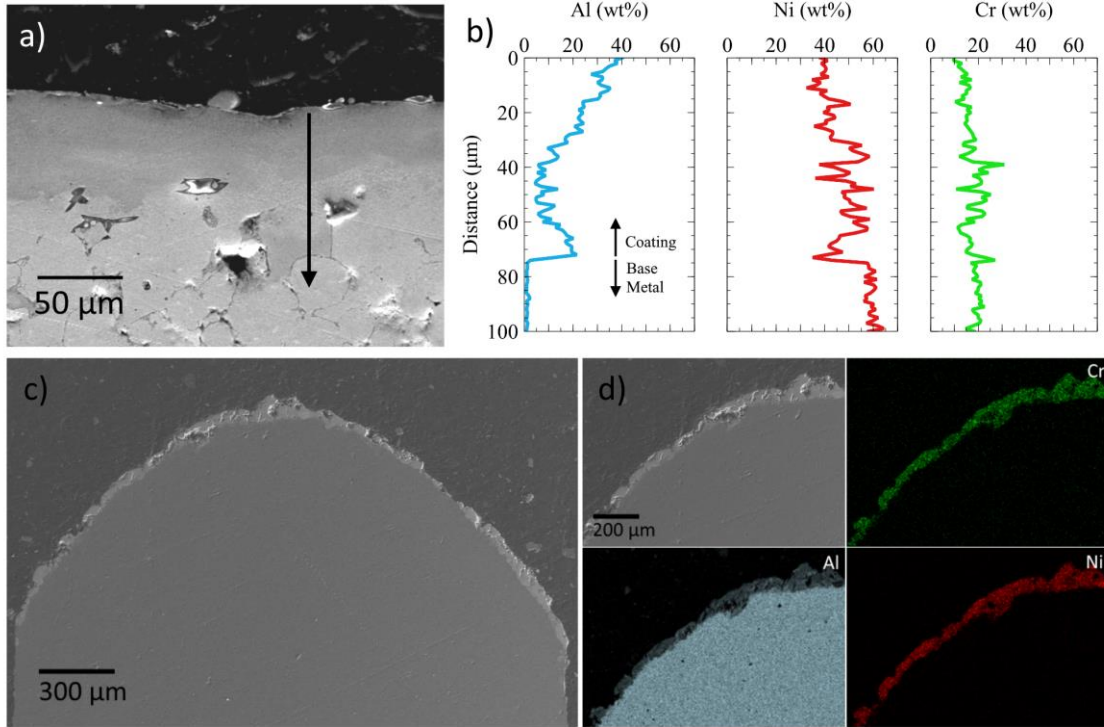 a)
50 μm
b)
Al (wt%)
Ni (wt%)
Cr (wt%)
0 20 40 60
0 20 40 60
0 20 40 60
0
20
40
60
80
100
Distance (μm)
Coating
Base
Metal
c)
300 μm
d)
200 μm
Cr
Al
Ni